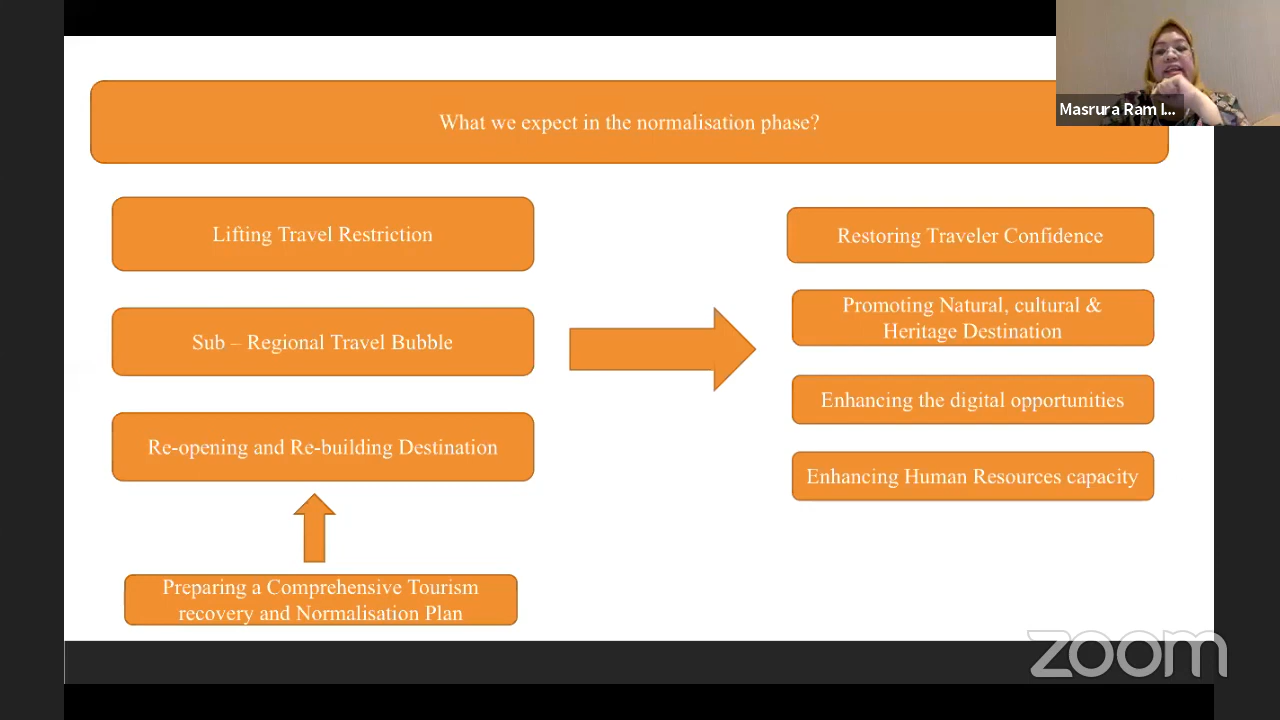 What we expect in the normalisation phase?
Masrura Ram I...
Lifting Travel Restriction
Sub – Regional Travel Bubble
Re-opening and Re-building Destination
Preparing a Comprehensive Tourism
recovery and Normalisation Plan
Restoring Traveler Confidence
Promoting Natural, cultural &
Heritage Destination
Enhancing the digital opportunities
Enhancing Human Resources capacity
zoom